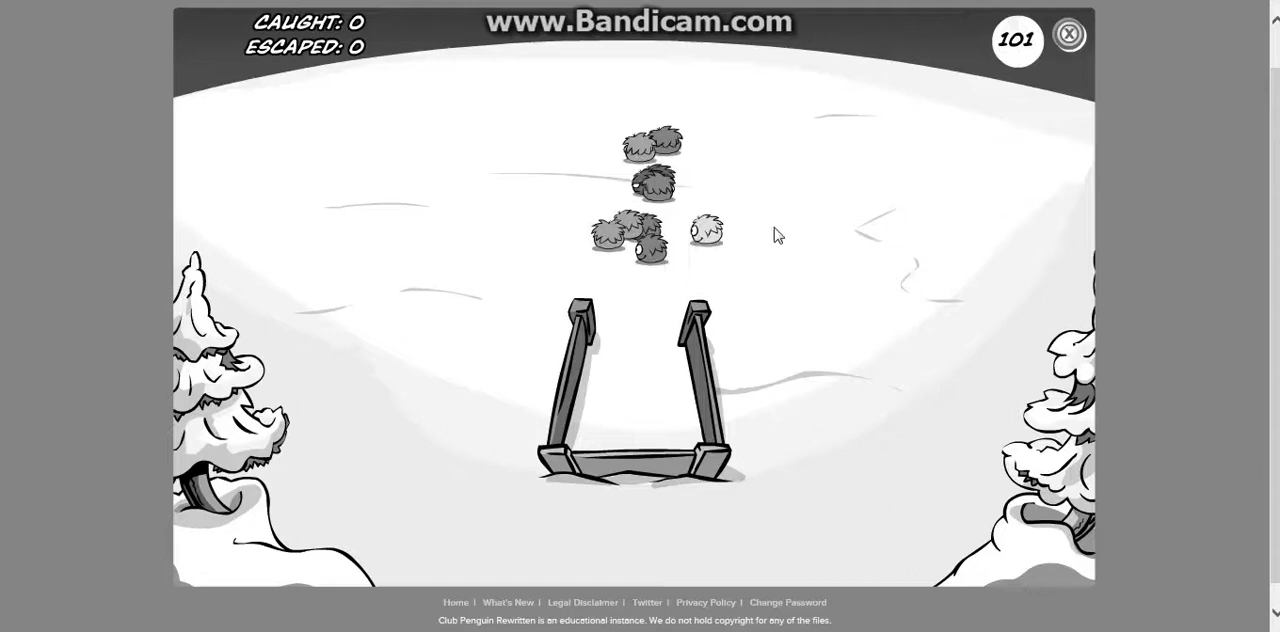 www.Bandicam.com
CAUGHT: 0
ESCAPED: 0
101
X
Home | What's New | Legal Disclaimer | Twitter | Privacy Policy | Change Password
Club Penguin Rewritten is an educational instance. We do not hold copyright for any of the files.